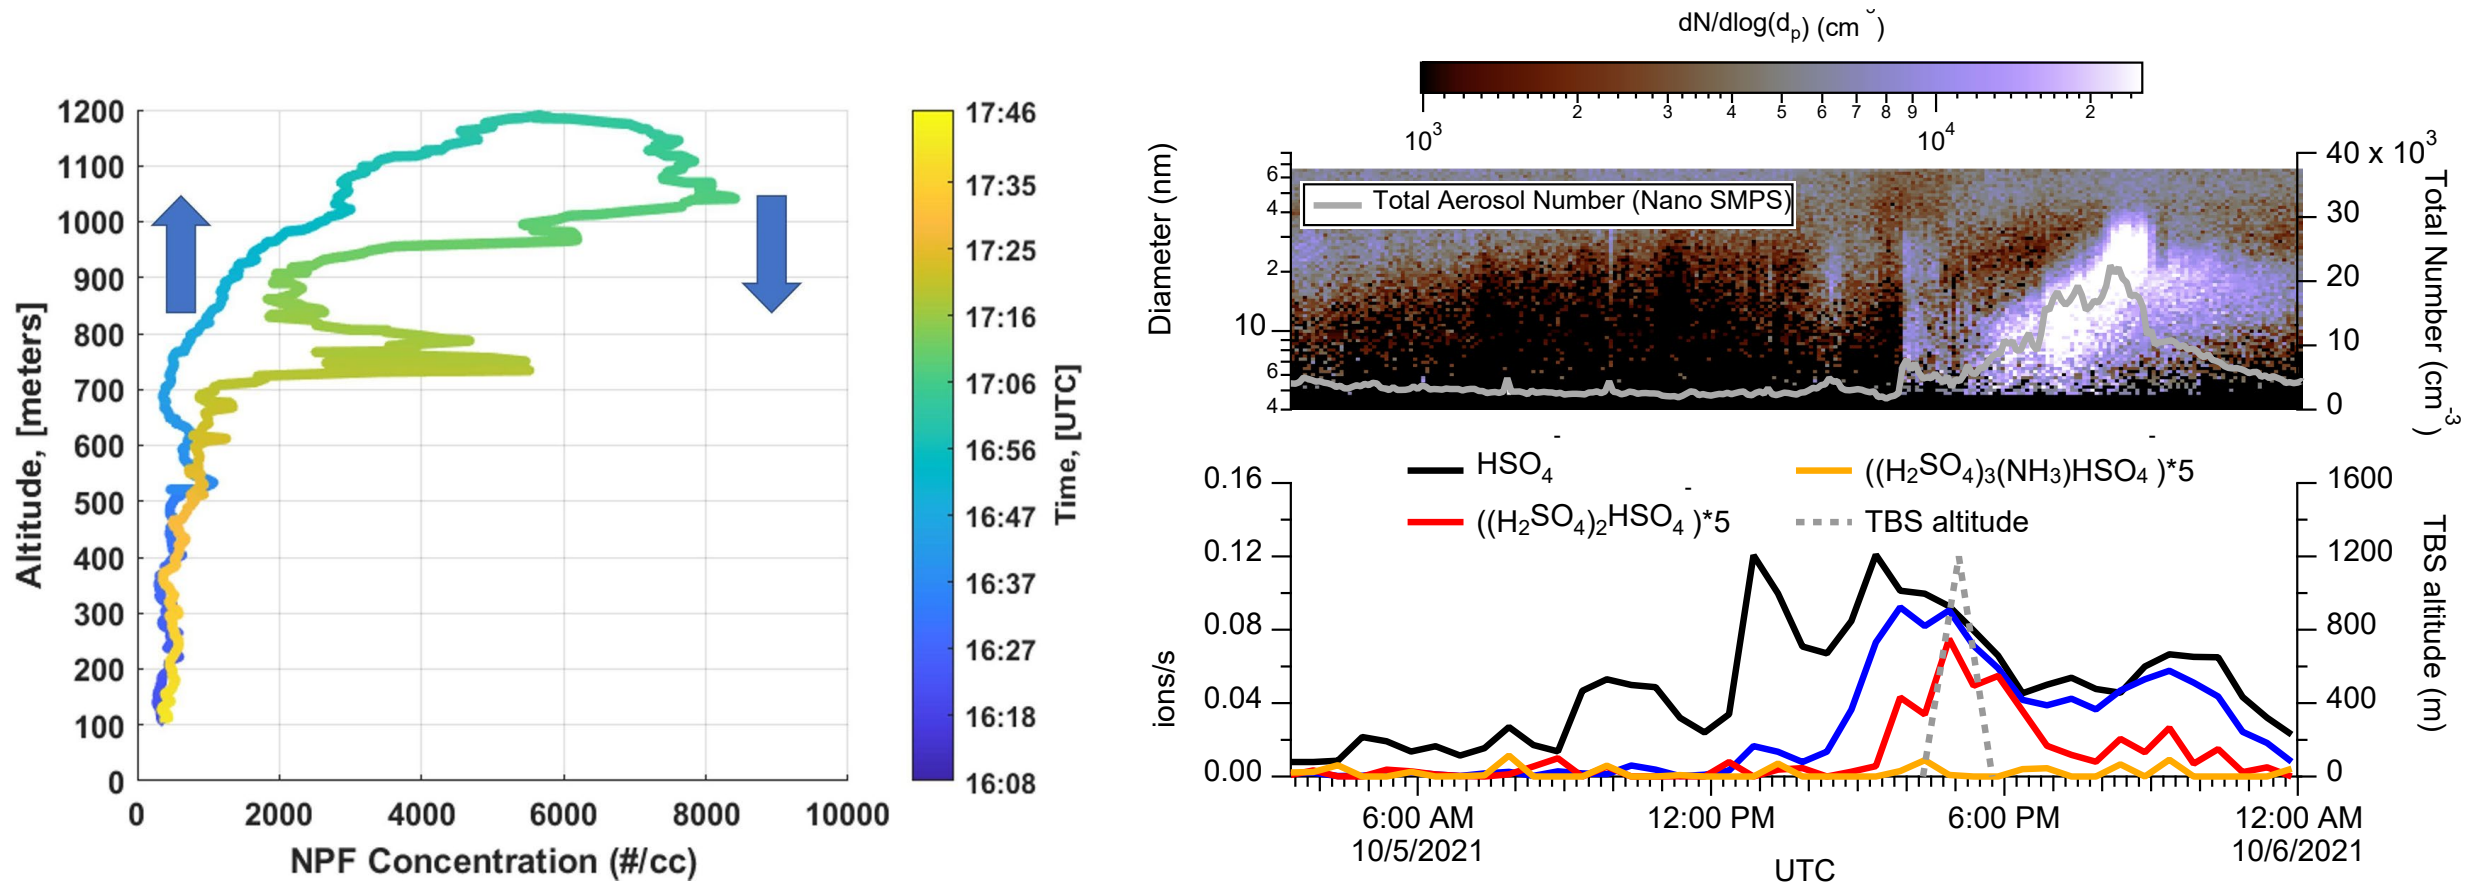 1200
1100
1000
900
800
700
600
500
400
300
200
100
0
Altitude, [meters]
0 2000 4000 6000 8000 10000
NPF Concentration (#/cc)
17:46
17:35
17:25
17:16
17:06
16:56
16:47
16:37
16:27
16:18
16:08
Time, [UTC]
dN/dlog(dp) (cm
2 3 4 5 6 7 8 9 2
10³ 10⁴
Diameter (nm)
6
4
2
10
6
4
Total Aerosol Number (Nano SMPS)
40 x 10³
30
20
10
0
Total Number (cm⁻³)
HSO₄⁻
((H₂SO₄)₂HSO₄⁻)*5
((H₂SO₄)₃(NH₃)HSO₄⁻)*5
TBS altitude
0.16
0.12
0.08
0.04
0.00
ions/s
1600
1200
800
400
0
TBS altitude (m)
6:00 AM 12:00 PM 6:00 PM 12:00 AM
10/5/2021 10/6/2021
UTC